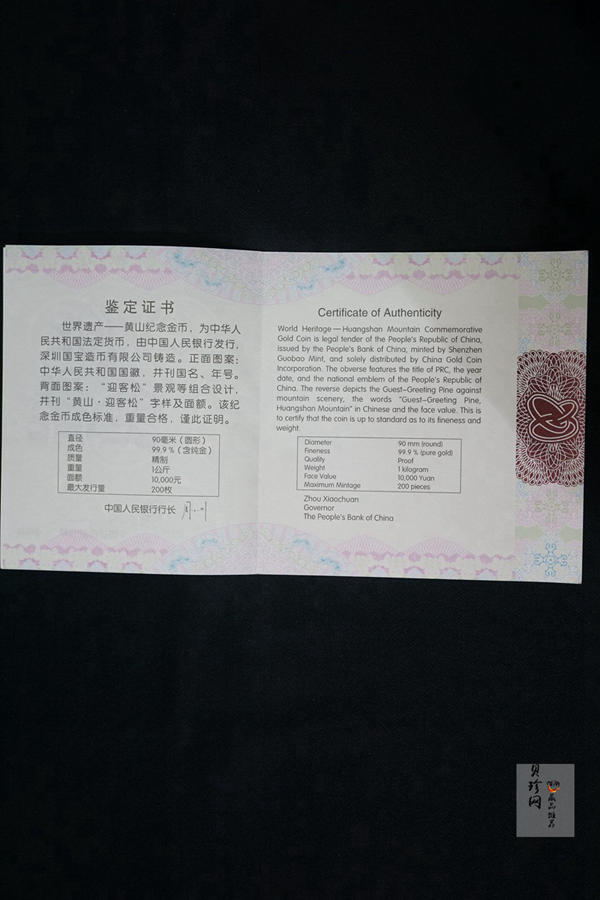 鉴定证书
世界遗产——黄山纪念金币，为中华人
民共和国法定货币，由中国人民银行发行，
深圳国宝造币有限公司铸造。正面图案：
中华人民共和国国徽，并刊国名、年号。
背面图案：“迎客松”景观等组合设计，
并刊“黄山·迎客松”字样及面额。该纪
念金币成色标准，重量合格，谨此证明。
直径 90毫米（圆形）
成色 99.9％（含纯金）
质量 精制
重量 1公斤
面额 10,000元
最大发行量 200枚
中国人民银行行长
Certificate of Authenticity
World Heritage—Huangshan Mountain Commemorative
Gold Coin is legal tender of the People's Republic of China,
issued by the People's Bank of China, minted by Shenzhen
Guobao Mint, and solely distributed by China Gold Coin
Incorporation. The obverse features the title of PRC, the year
date, and the national emblem of the People's Republic of
China. The reverse depicts the Guest-Greeting Pine against
mountain scenery, the words "Guest-Greeting Pine,
Huangshan Mountain" in Chinese and the face value. This is
to certify that the coin is up to standard as to its fineness and
weight.
Diameter 90 mm (round)
Fineness 99.9 % (pure gold)
Quality Proof
Weight 1 kilogram
Face Value 10,000 Yuan
Maximum Mintage 200 pieces
Zhou Xiaochuan
Governor
The People's Bank of China
贝珍网
藏品推荐